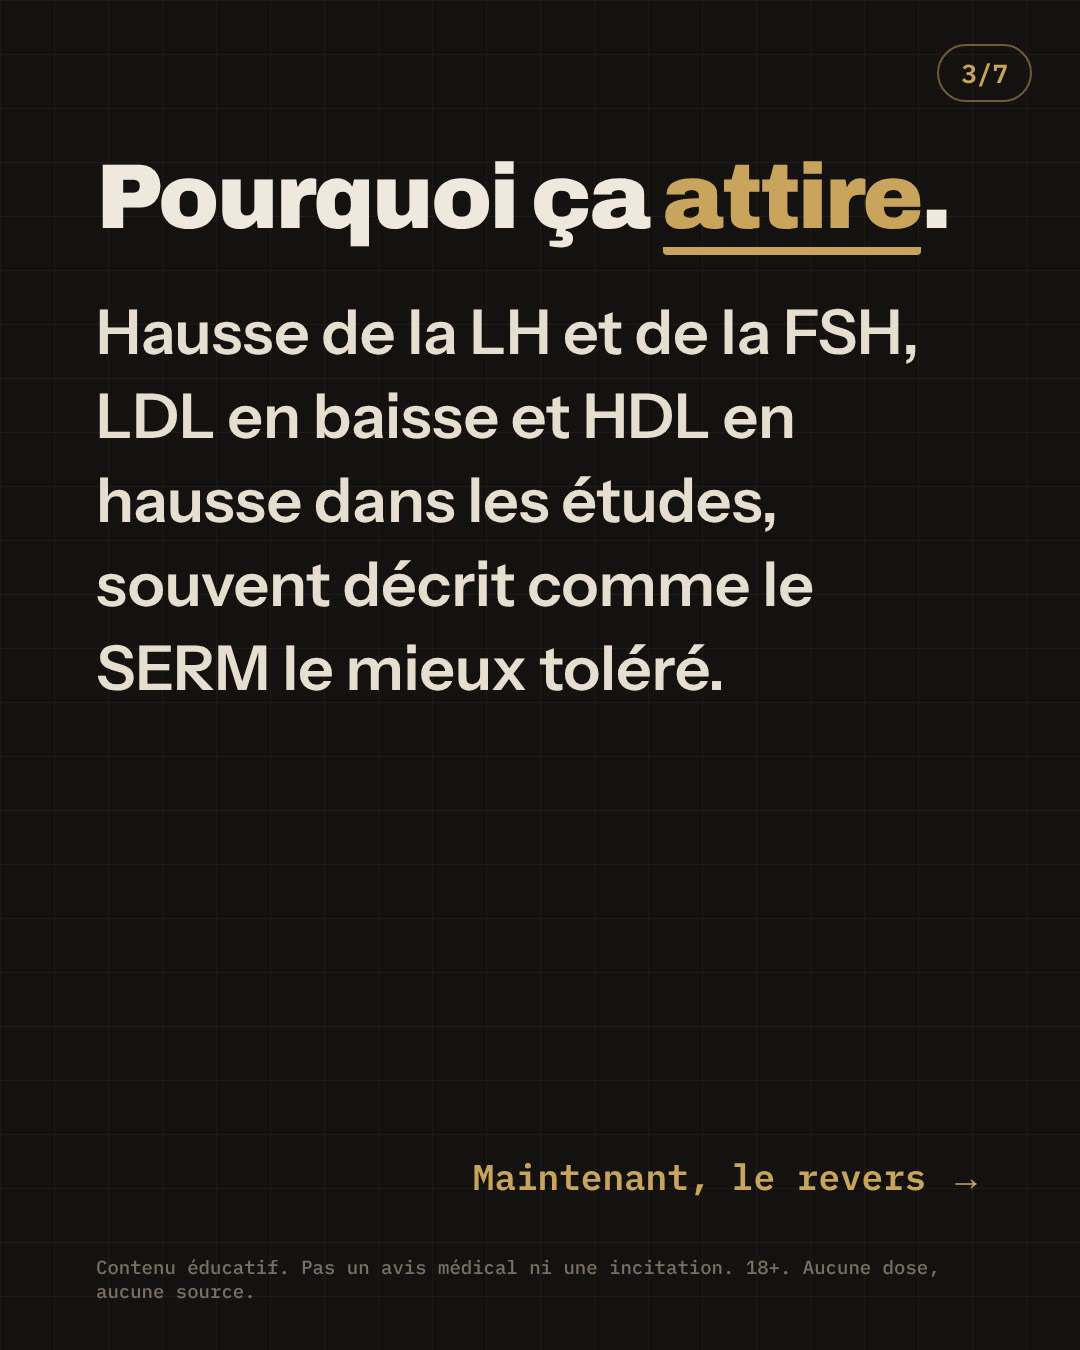 3/7
Pourquoi ça attire.
Hausse de la LH et de la FSH,
LDL en baisse et HDL en
hausse dans les études,
souvent décrit comme le
SERM le mieux toléré.
Maintenant, le revers →
Contenu éducatif. Pas un avis médical ni une incitation. 18+. Aucune dose,
aucune source.